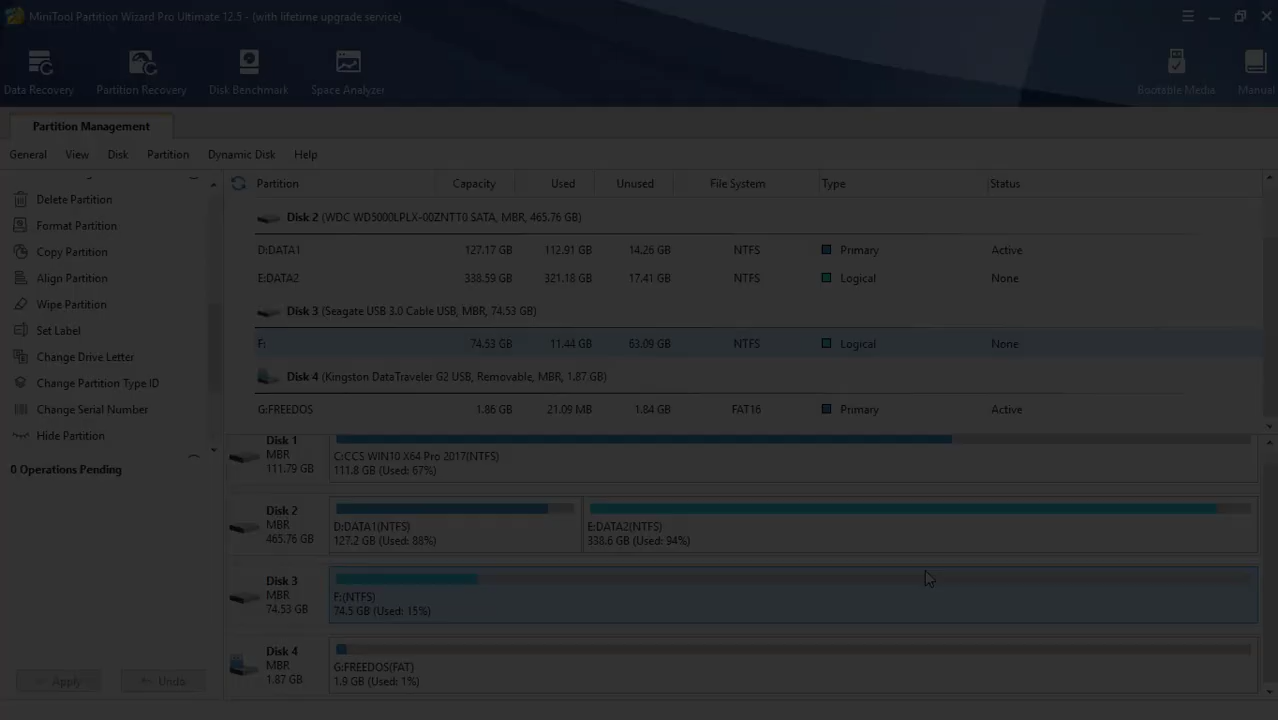 MiniTool Partition Wizard Pro Ultimate 12.5 - (with lifetime upgrade service)
Data Recovery Partition Recovery Disk Benchmark Space Analyzer Bootable Media Manual
Partition Management
General View Disk Partition Dynamic Disk Help
Delete Partition
Format Partition
Copy Partition
Align Partition
Wipe Partition
Set Label
Change Drive Letter
Change Partition Type ID
Change Serial Number
Hide Partition
0 Operations Pending
Apply Undo
Partition Capacity Used Unused File System Type Status
Disk 2 (WDC WD5000LPLX-00ZNTT0 SATA, MBR, 465.76 GB)
D:DATA1 127.17 GB 112.91 GB 14.26 GB NTFS Primary Active
E:DATA2 338.59 GB 321.18 GB 17.41 GB NTFS Logical None
Disk 3 (Seagate USB 3.0 Cable USB, MBR, 74.53 GB)
F: 74.53 GB 11.44 GB 63.09 GB NTFS Logical None
Disk 4 (Kingston DataTraveler G2 USB, Removable, MBR, 1.87 GB)
G:FREEDOS 1.86 GB 21.09 MB 1.84 GB FAT16 Primary Active
Disk 1
MBR
111.79 GB
C:CCS WIN10 X64 Pro 2017(NTFS)
111.8 GB (Used: 67%)
Disk 2
MBR
465.76 GB
D:DATA1(NTFS)
127.2 GB (Used: 88%)
E:DATA2(NTFS)
338.6 GB (Used: 94%)
Disk 3
MBR
74.53 GB
F:(NTFS)
74.5 GB (Used: 15%)
Disk 4
MBR
1.87 GB
G:FREEDOS(FAT)
1.9 GB (Used: 1%)